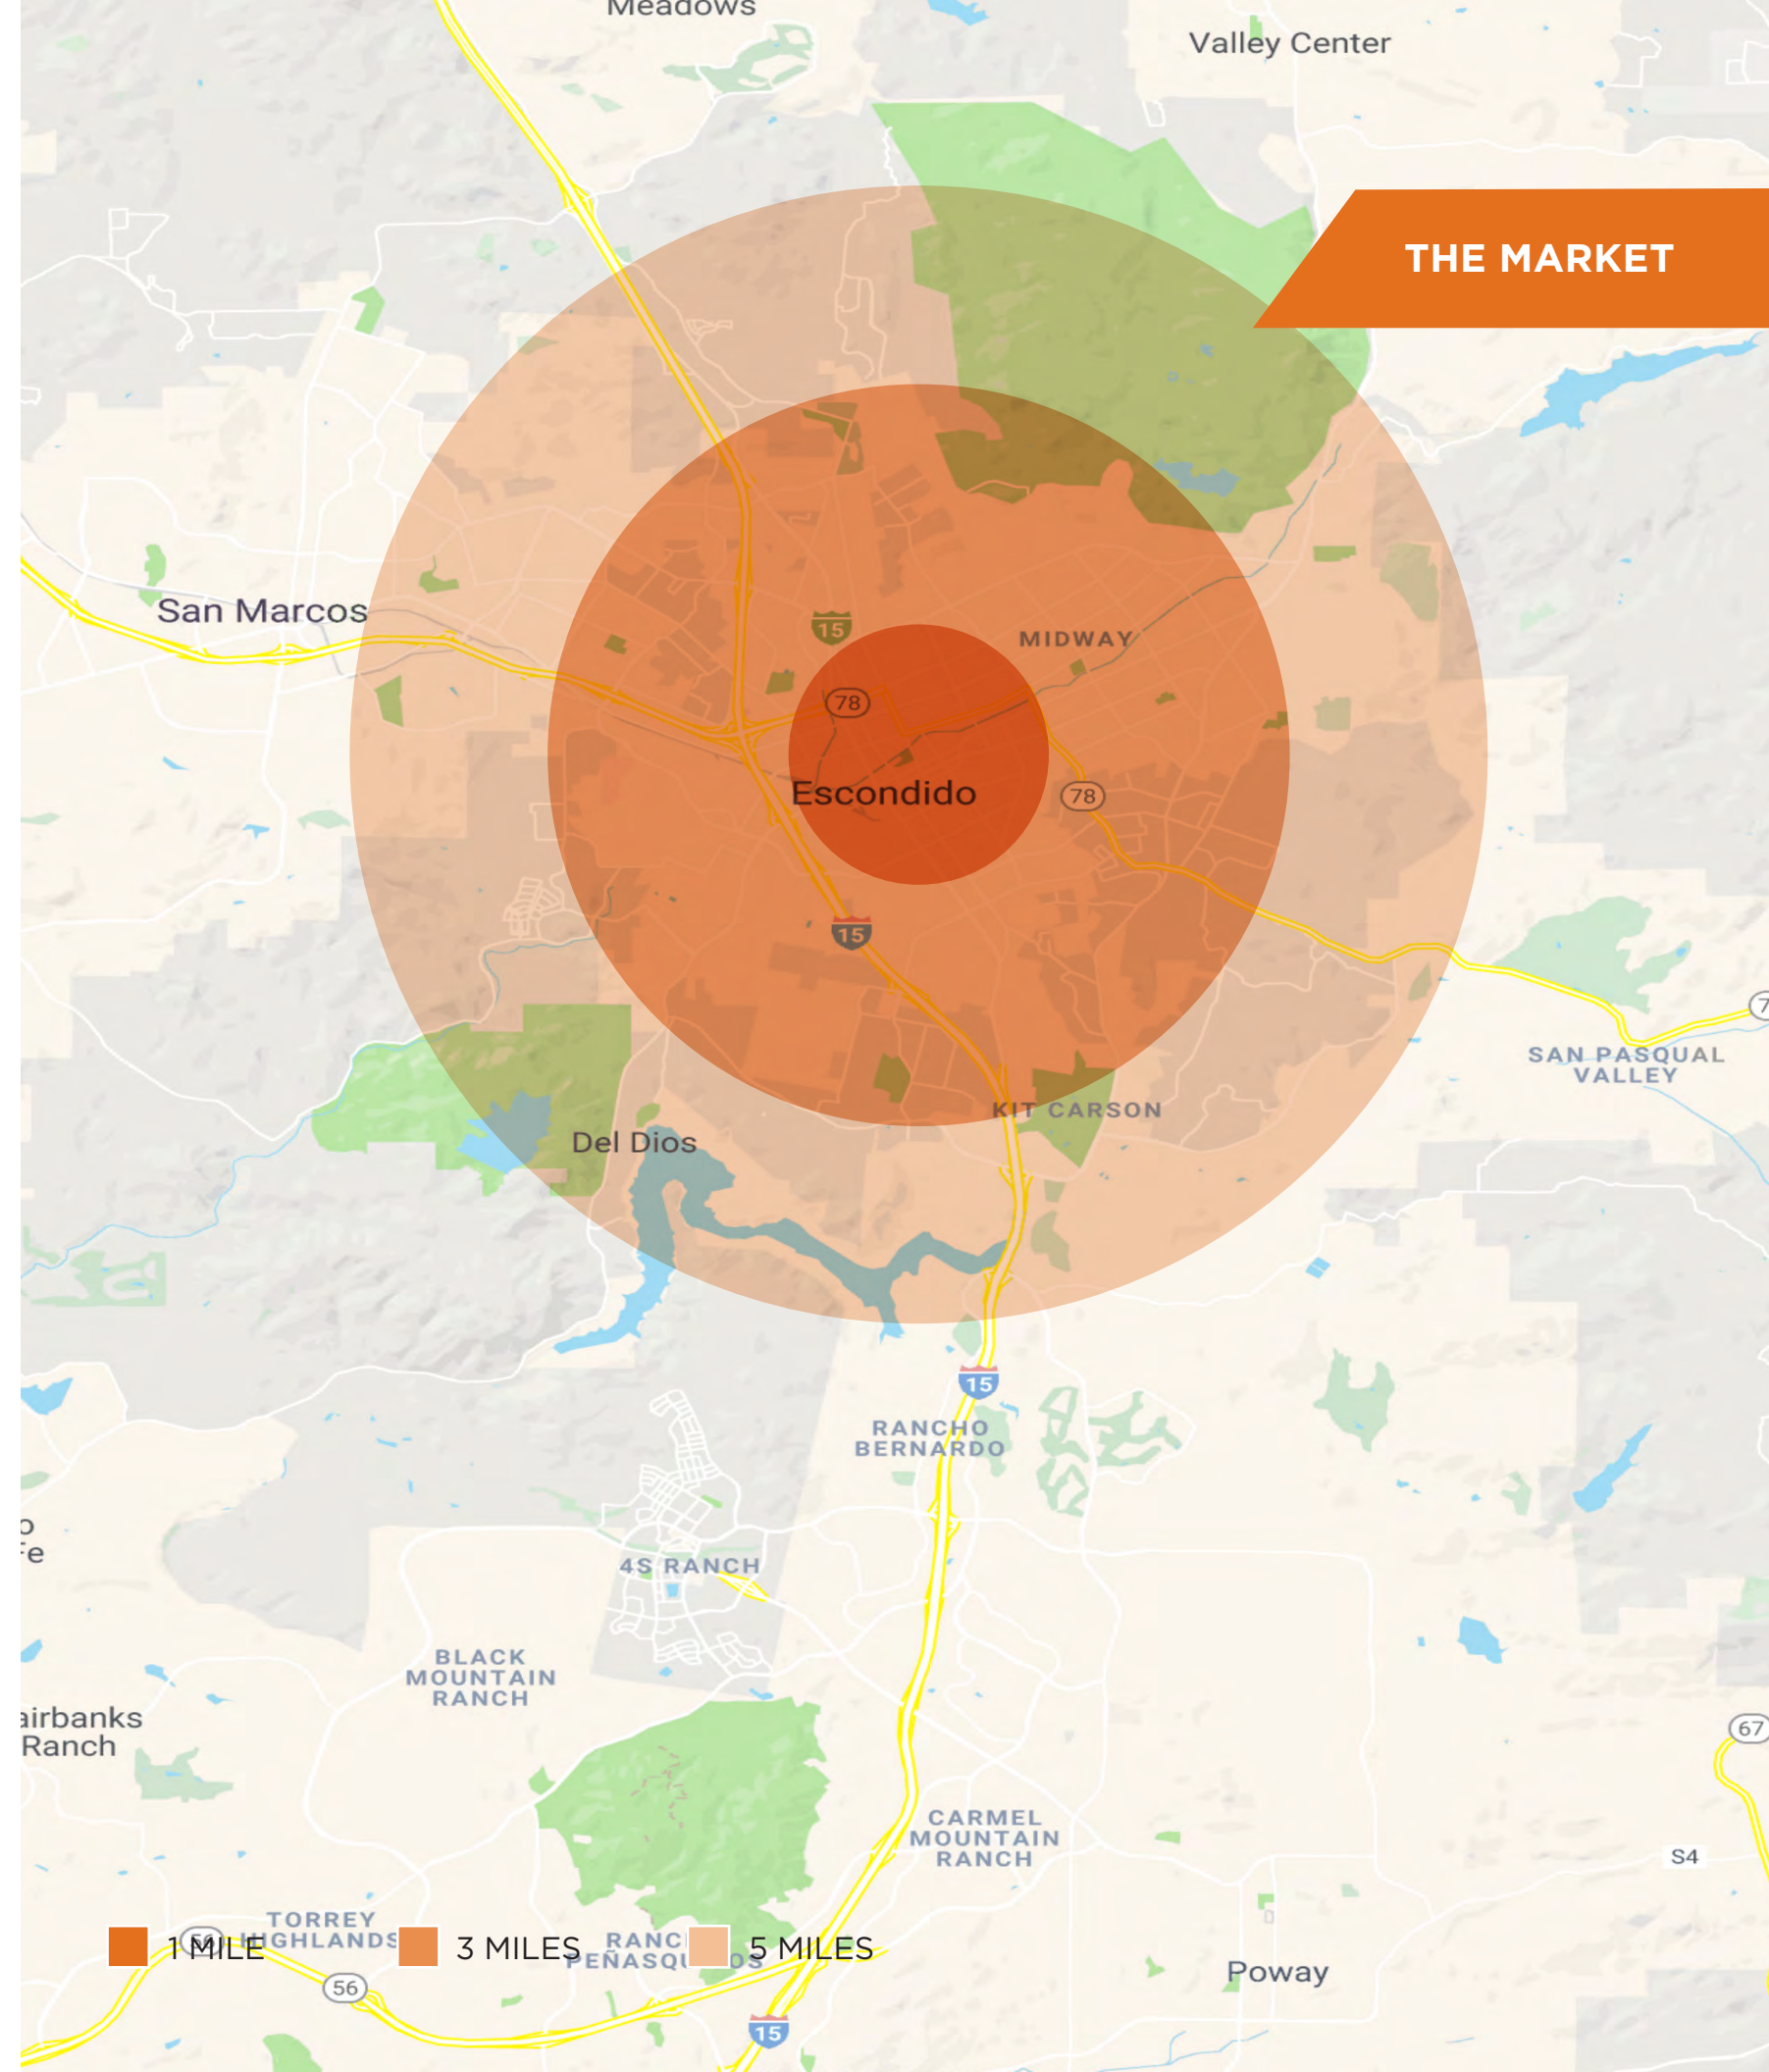 Meadows
Valley Center
THE MARKET
San Marcos
15
MIDWAY
78
Escondido
78
15
SAN PASQUAL
VALLEY
KIT CARSON
Del Dios
15
RANCHO
BERNARDO
4S RANCH
BLACK
MOUNTAIN
RANCH
airbanks
Ranch
67
CARMEL
MOUNTAIN
RANCH
S4
TORREY
HIGHLANDS
1 MILE
3 MILES
5 MILES
56
Poway
15